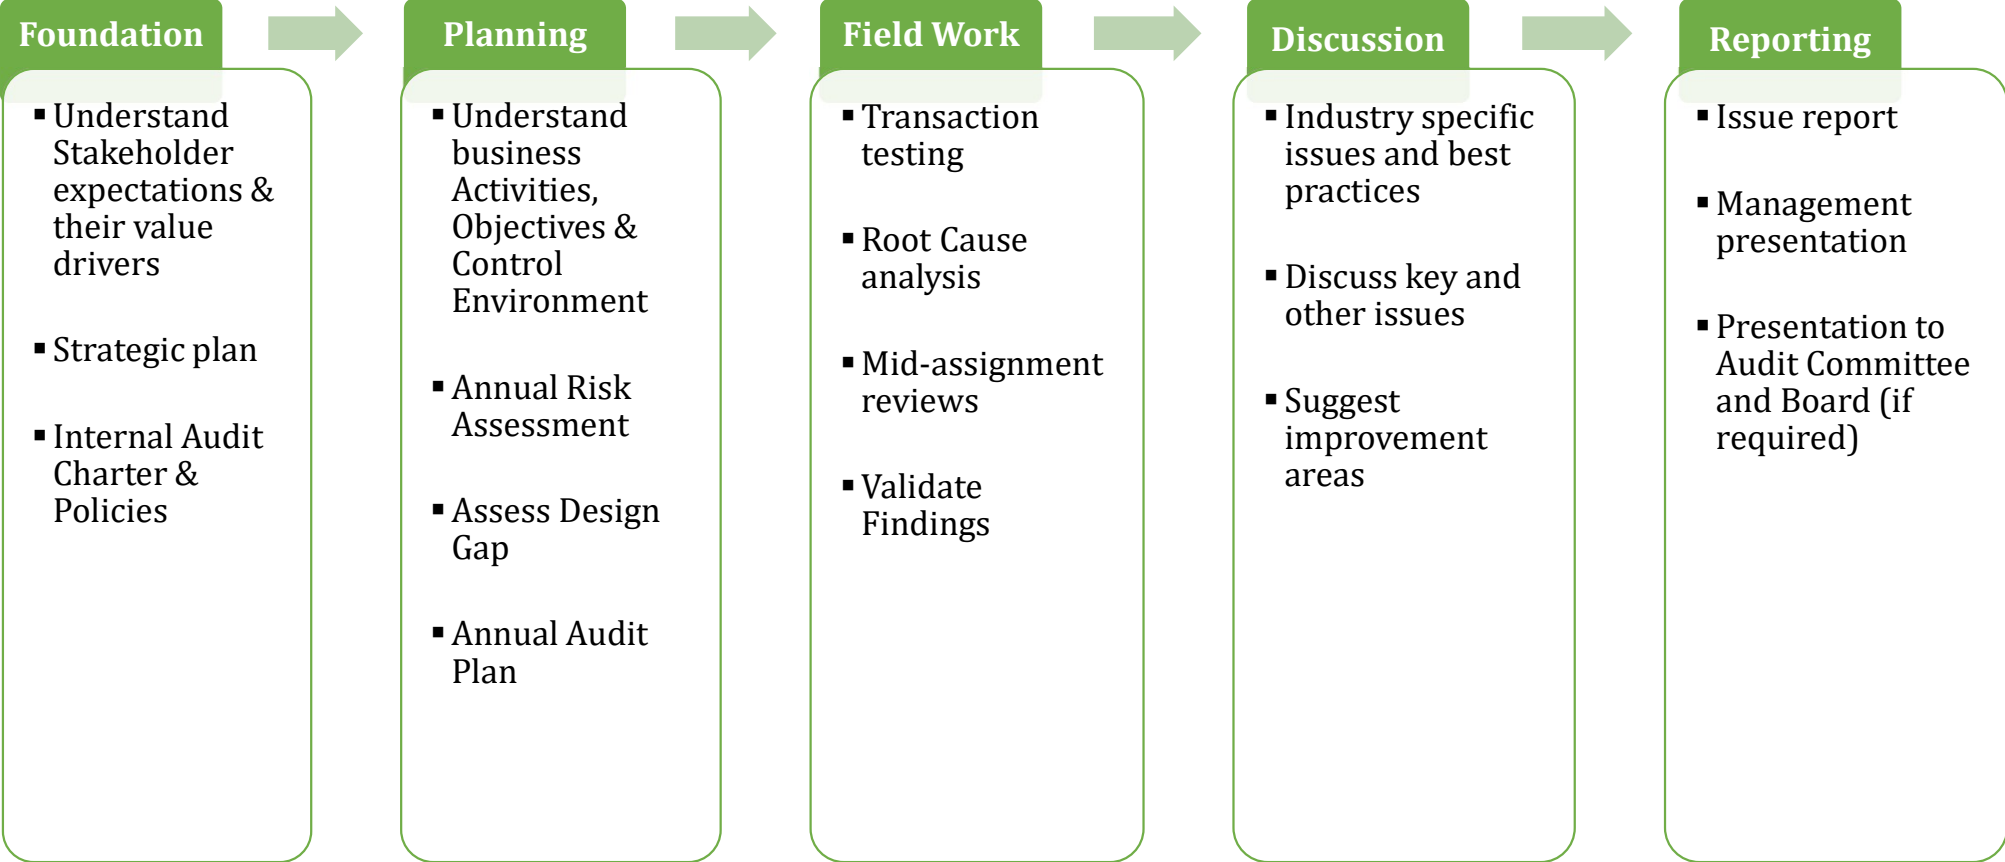 Foundation
▪ Understand
Stakeholder
expectations &
their value
drivers
▪ Strategic plan
▪ Internal Audit
Charter &
Policies
Planning
▪ Understand
business
Activities,
Objectives &
Control
Environment
▪ Annual Risk
Assessment
▪ Assess Design
Gap
▪ Annual Audit
Plan
Field Work
▪ Transaction
testing
▪ Root Cause
analysis
▪ Mid-assignment
reviews
▪ Validate
Findings
Discussion
▪ Industry specific
issues and best
practices
▪ Discuss key and
other issues
▪ Suggest
improvement
areas
Reporting
▪ Issue report
▪ Management
presentation
▪ Presentation to
Audit Committee
and Board (if
required)